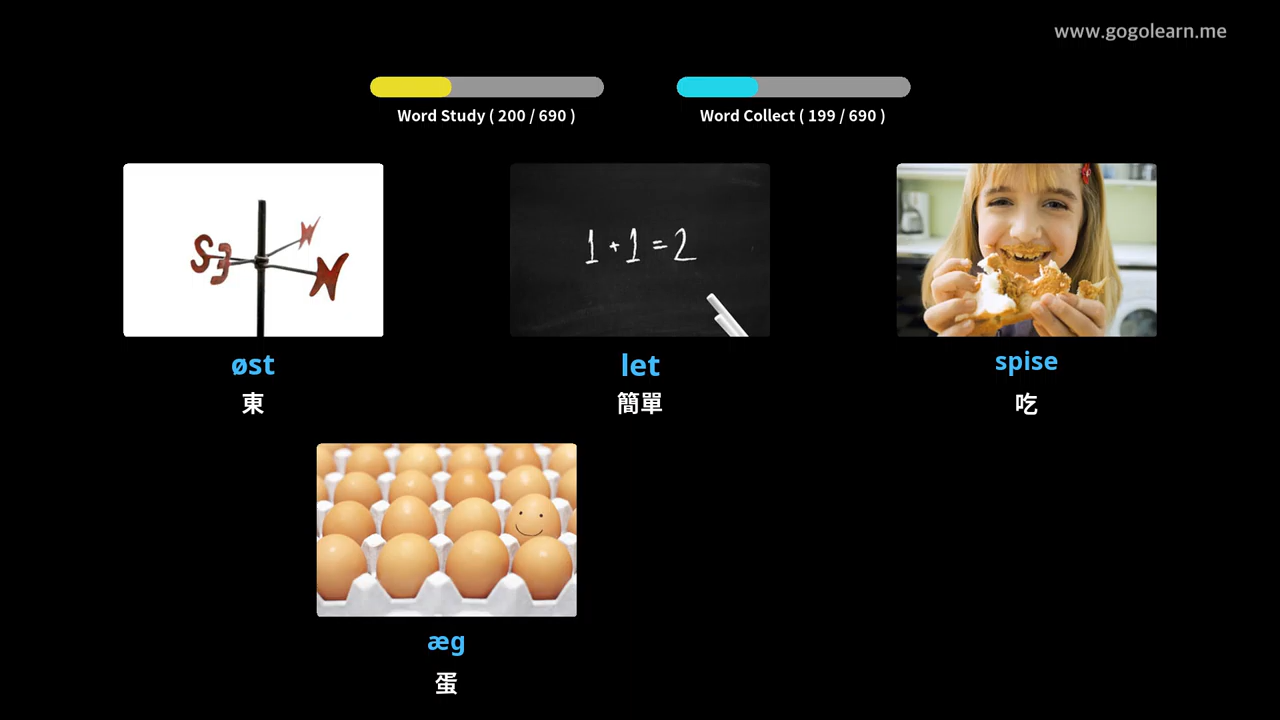 www.gogolearn.me
Word Study ( 200 / 690 )
Word Collect ( 199 / 690 )
S E N
1 + 1 = 2
øst
let
spise
東
簡單
吃
æg
蛋